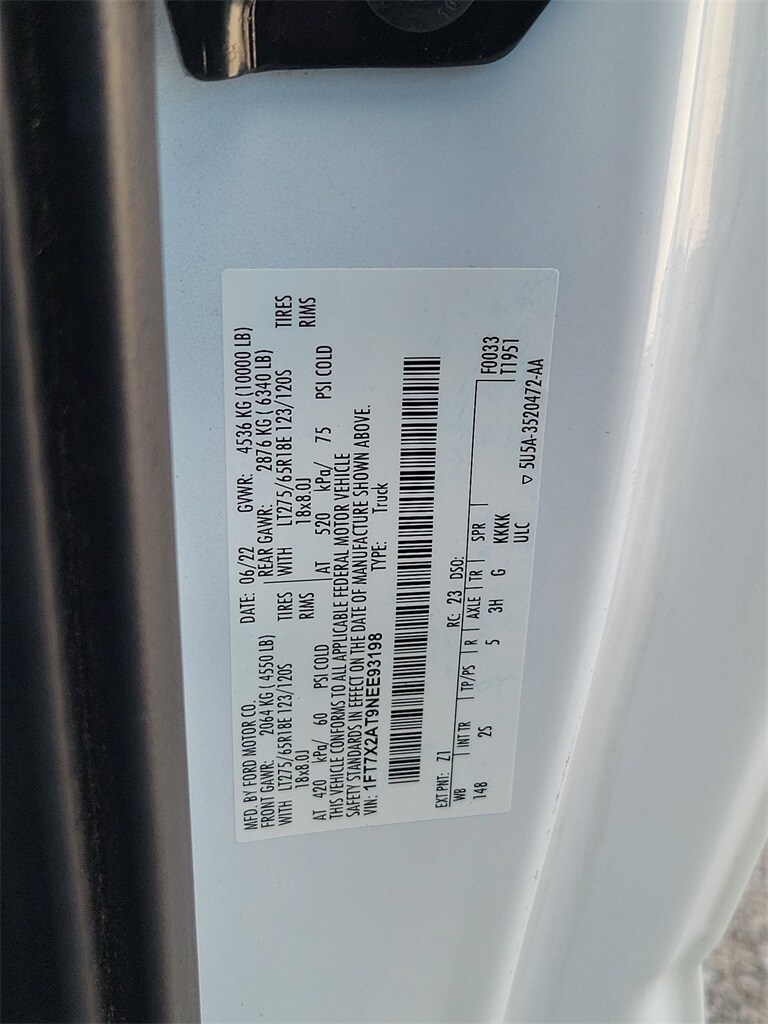 MFD. BY FORD MOTOR CO. DATE: 06/22 GVWR: 4536 KG (10000 LB)
FRONT GAWR: 2064 KG ( 4550 LB) REAR GAWR: 2876 KG ( 6340 LB)
WITH LT275/65R18E 123/120S TIRES WITH LT275/65R18E 123/120S TIRES
18x8.0J RIMS 18x8.0J RIMS
AT 420 kPa/ 60 PSI COLD AT 520 kPa/ 75 PSI COLD
THIS VEHICLE CONFORMS TO ALL APPLICABLE FEDERAL MOTOR VEHICLE
SAFETY STANDARDS IN EFFECT ON THE DATE OF MANUFACTURE SHOWN ABOVE.
VIN: 1FT7X2AT9NEE93198 TYPE: Truck
EXT PNT: Z1 RC: 23 DSO:
WB INT TR TP/PS R AXLE TR SPR F0033
148 2S 5 3H G KKKK T1951
ULC
▽ 5U5A-3520472-AA